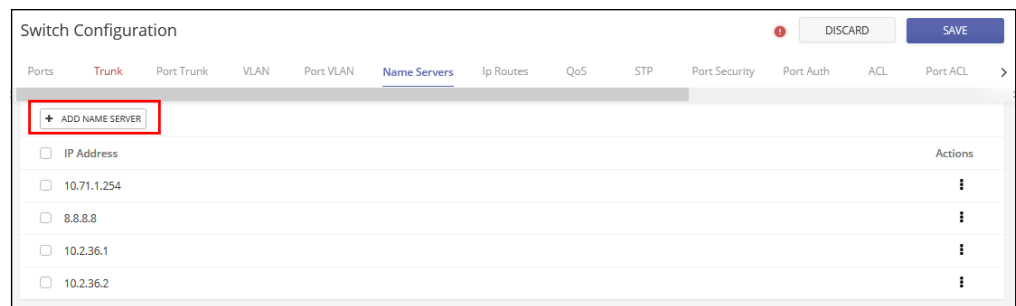 Switch Configuration
! DISCARD SAVE
Ports Trunk Port Trunk VLAN Port VLAN Name Servers Ip Routes QoS STP Port Security Port Auth ACL Port ACL >
+ ADD NAME SERVER
IP Address Actions
10.71.1.254
8.8.8.8
10.2.36.1
10.2.36.2